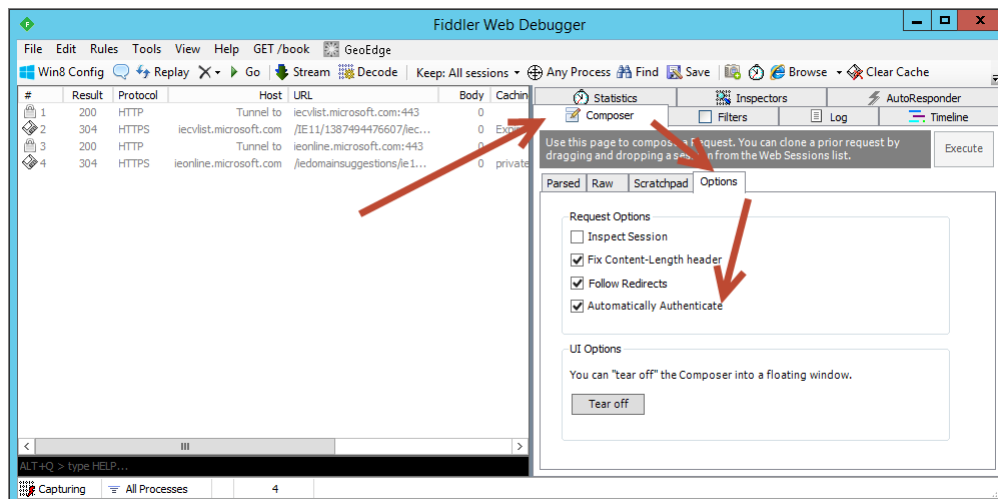 Fiddler Web Debugger
File Edit Rules Tools View Help GET /book GeoEdge
Win8 Config Replay X Go Stream Decode Keep: All sessions Any Process Find Save Browse Clear Cache
# Result Protocol Host URL Body Cachin
1 200 HTTP Tunnel to iecvlist.microsoft.com:443 0
2 304 HTTPS iecvlist.microsoft.com /IE11/1387494476607/iec... 0
3 200 HTTP Tunnel to ieonline.microsoft.com:443 0
4 304 HTTPS ieonline.microsoft.com /iedomainsuggestions/ie1... 0 private
ALT+Q > type HELP...
Capturing All Processes 4
Statistics Inspectors AutoResponder
Composer Filters Log Timeline
Use this page to compose a Request. You can clone a prior request by
dragging and dropping a session from the Web Sessions list.
Execute
Parsed Raw Scratchpad Options
Request Options
Inspect Session
Fix Content-Length header
Follow Redirects
Automatically Authenticate
UI Options
You can "tear off" the Composer into a floating window.
Tear off